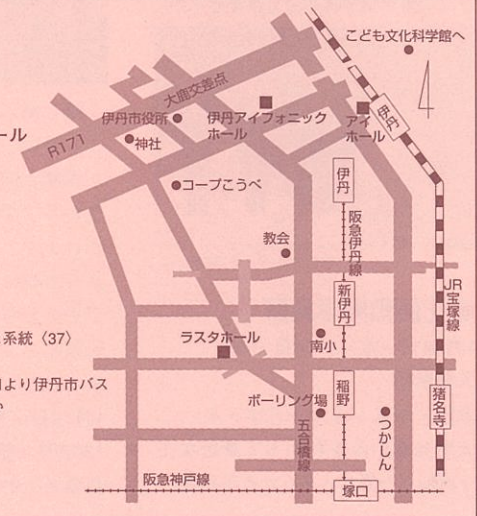 こども文化科学館へ
大鹿交差点
伊丹
伊丹市役所
伊丹アイフォニック
ホール
アイ
ホール
ール
R171
神社
コープこうべ
伊丹
阪急伊丹線
教会
新伊丹
JR宝塚線
系統〈37〉
ラスタホール
南小
より伊丹市バス
稲野
猪名寺
ボーリング場
五合橋線
つかしん
阪急神戸線
塚口